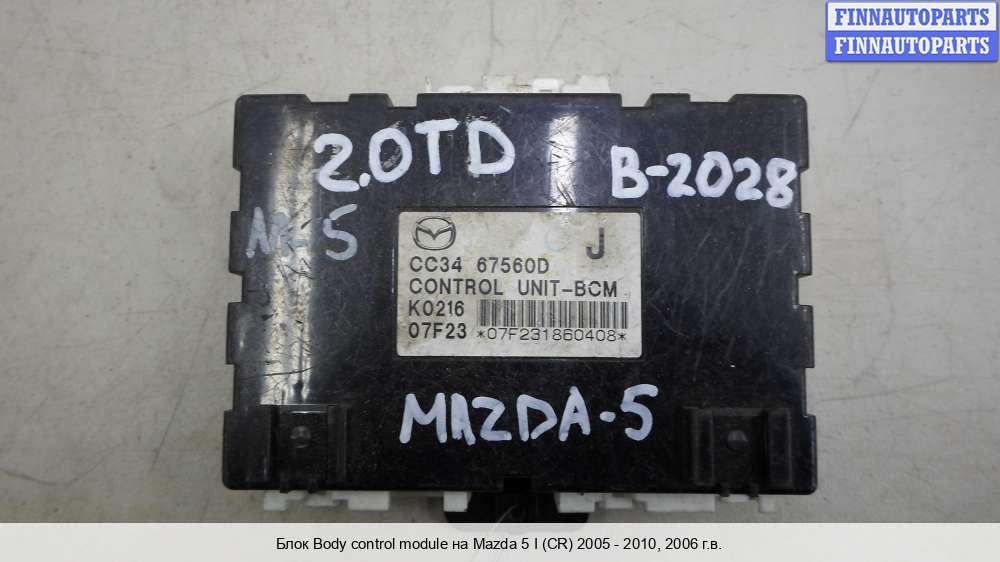 FINNAUTOPARTS
FINNAUTOPARTS
2.0TD
B-2028
5
J
CC34 67560D
CONTROL UNIT-BCM
K0216
07F23 *07F231860408*
MAZDA-5
Блок Body control module на Mazda 5 I (CR) 2005 - 2010, 2006 г.в.